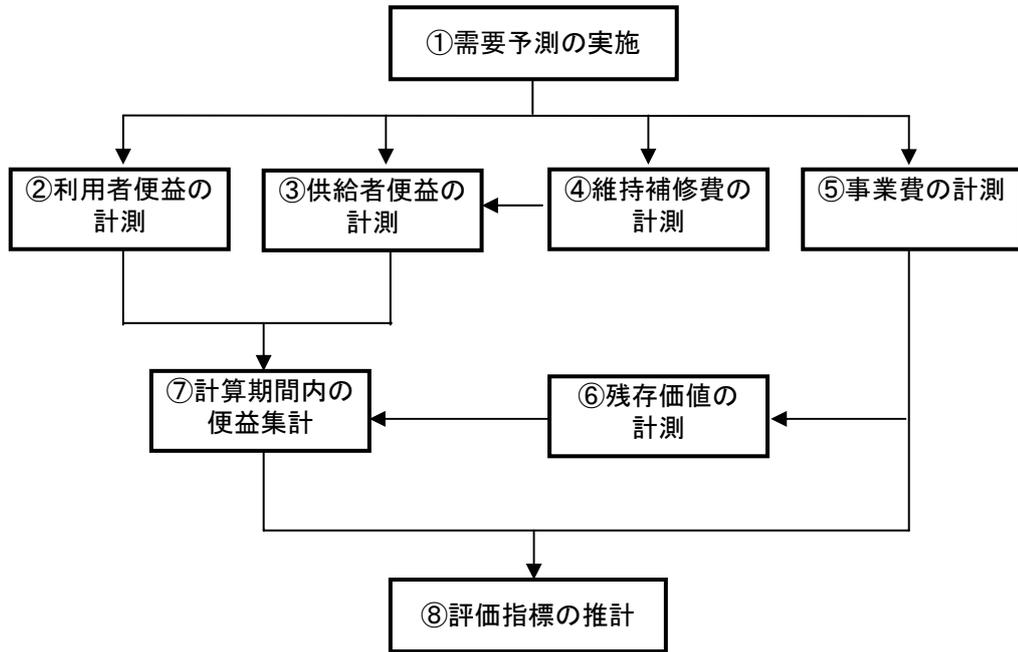 ①需要予測の実施
②利用者便益の
計測
③供給者便益の
計測
④維持補修費の
計測
⑤事業費の計測
⑦計算期間内の
便益集計
⑥残存価値の
計測
⑧評価指標の推計